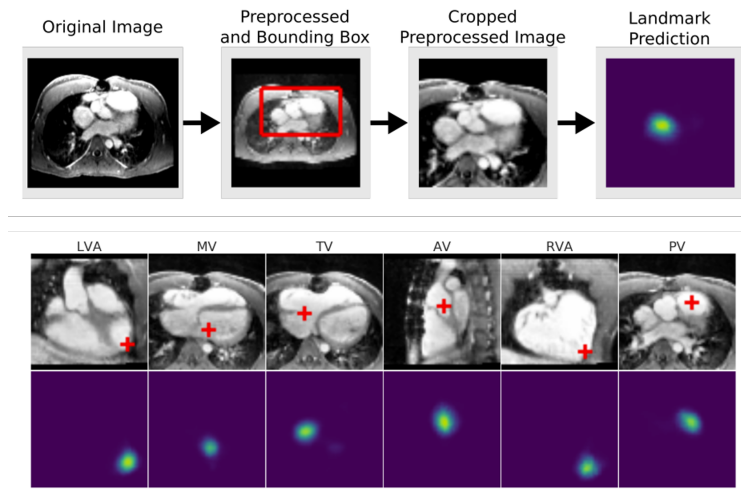 Original Image
Preprocessed
and Bounding Box
Cropped
Preprocessed Image
Landmark
Prediction
LVA
MV
TV
AV
RVA
PV